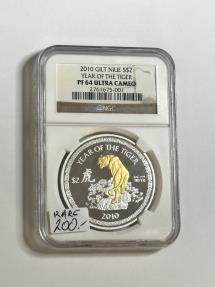 2010 GILT NIUE S$2
YEAR OF THE TIGER
PF 64 ULTRA CAMEO
2761675-001
NGC
YEAR OF THE TIGER
虎
$2
2010
RARE
200.-